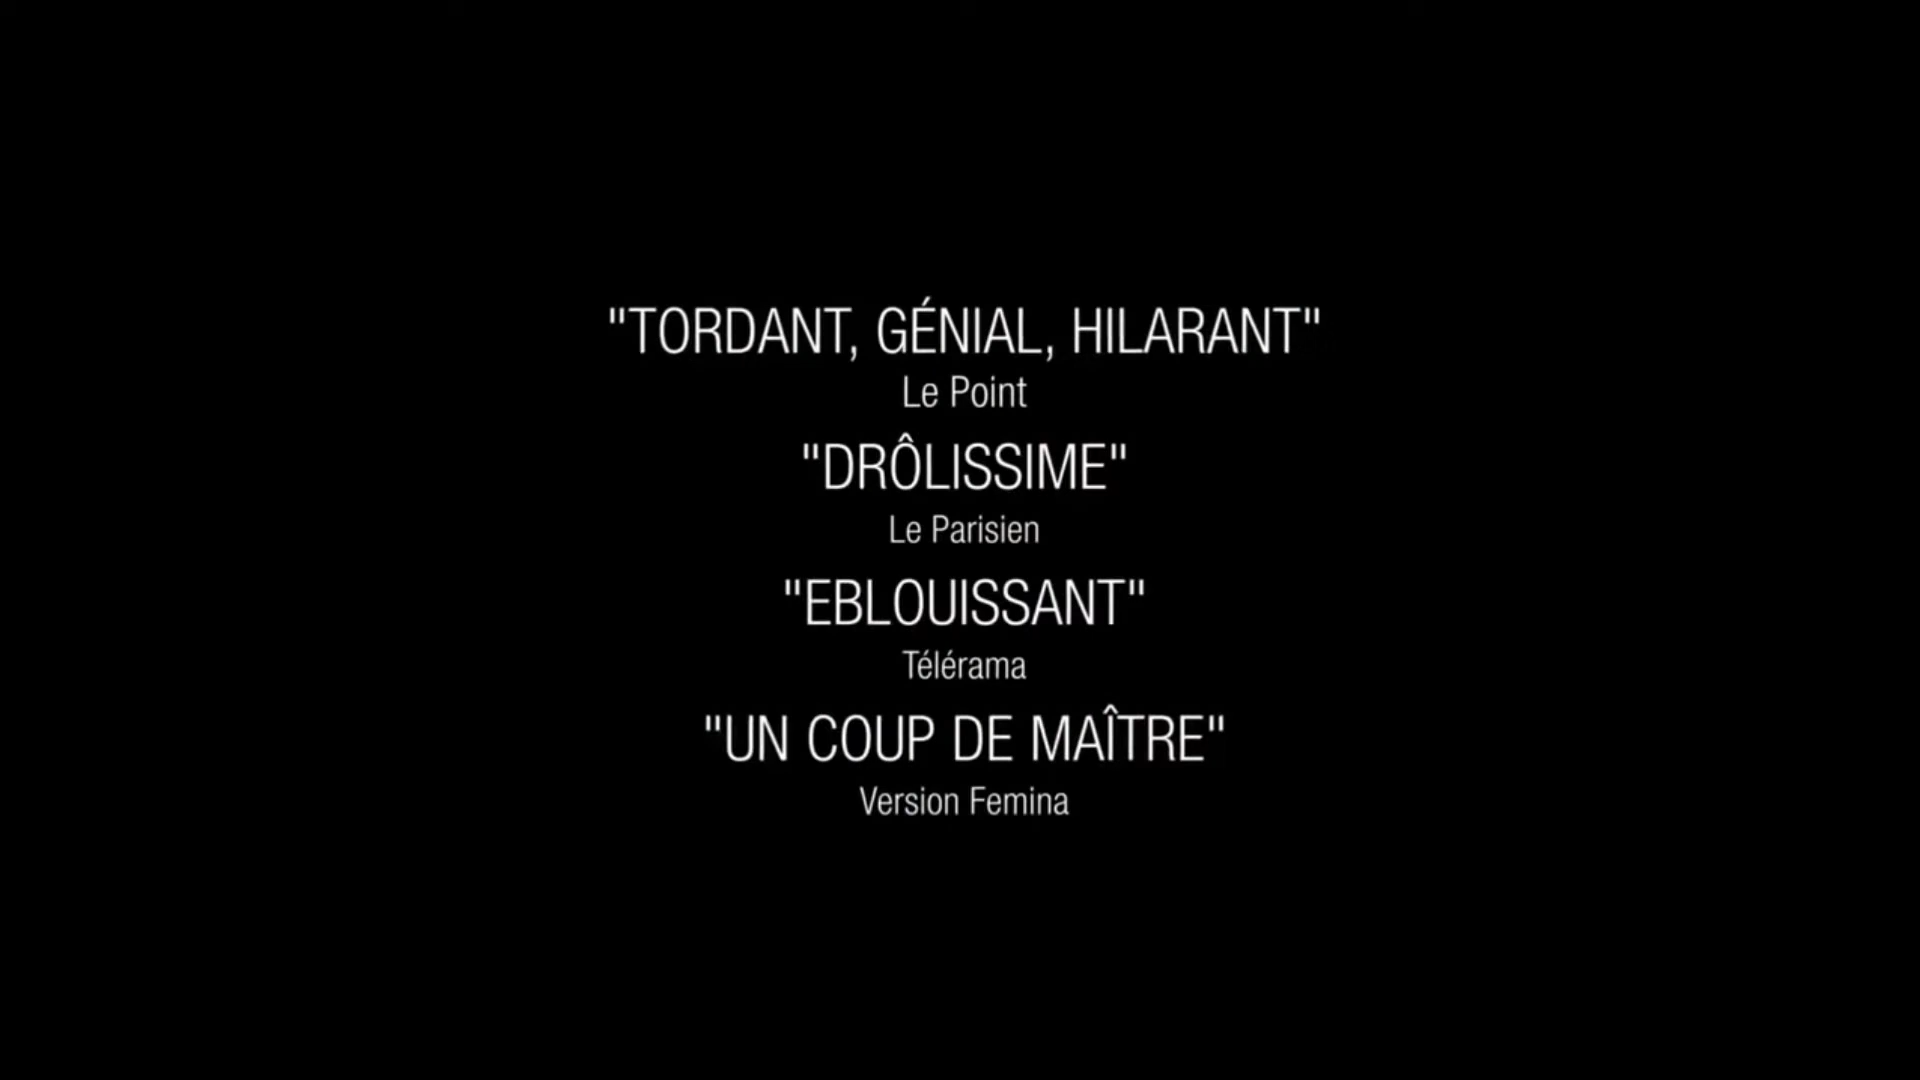 "TORDANT, GÉNIAL, HILARANT"
Le Point
"DRÔLISSIME"
Le Parisien
"EBLOUISSANT"
Télérama
"UN COUP DE MAÎTRE"
Version Femina